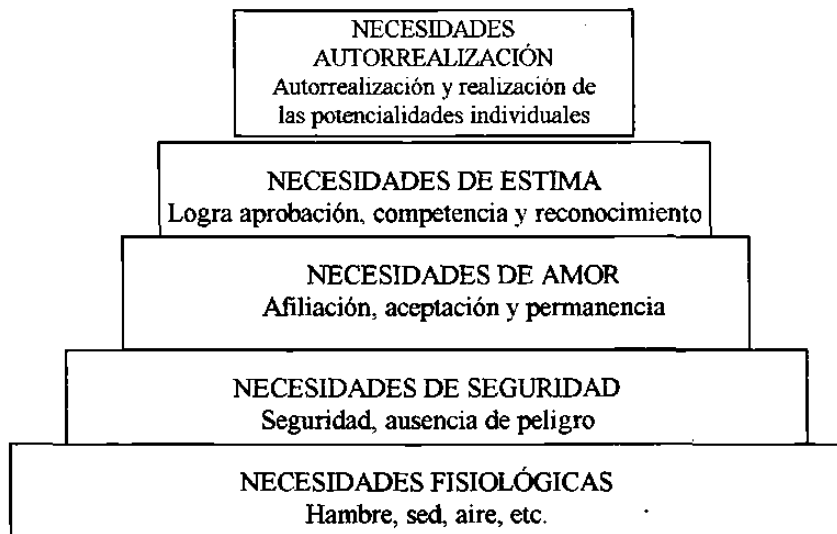 NECESIDADES
AUTORREALIZACIÓN
Autorrealización y realización de
las potencialidades individuales
NECESIDADES DE ESTIMA
Logra aprobación, competencia y reconocimiento
NECESIDADES DE AMOR
Afiliación, aceptación y permanencia
NECESIDADES DE SEGURIDAD
Seguridad, ausencia de peligro
NECESIDADES FISIOLÓGICAS
Hambre, sed, aire, etc.